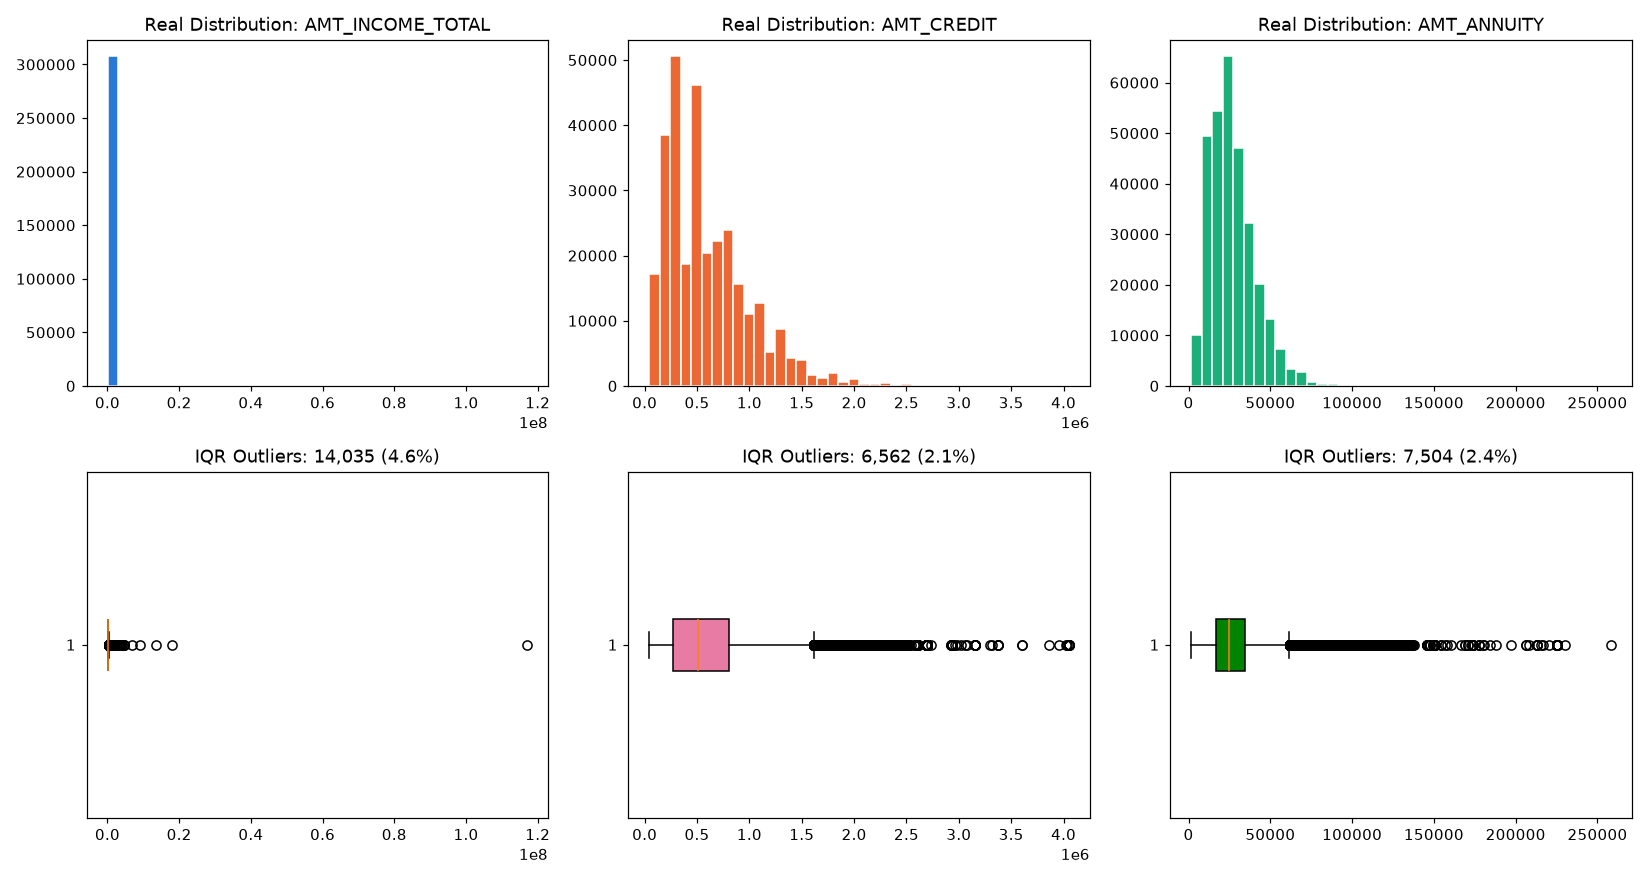 Real Distribution: AMT_INCOME_TOTAL
300000
250000
200000
150000
100000
50000
0
0.0 0.2 0.4 0.6 0.8 1.0 1.2
1e8
Real Distribution: AMT_CREDIT
50000
40000
30000
20000
10000
0
0.0 0.5 1.0 1.5 2.0 2.5 3.0 3.5 4.0
1e6
Real Distribution: AMT_ANNUITY
60000
50000
40000
30000
20000
10000
0
0 50000 100000 150000 200000 250000
IQR Outliers: 14,035 (4.6%)
1
0.0 0.2 0.4 0.6 0.8 1.0 1.2
1e8
IQR Outliers: 6,562 (2.1%)
1
0.0 0.5 1.0 1.5 2.0 2.5 3.0 3.5 4.0
1e6
IQR Outliers: 7,504 (2.4%)
1
0 50000 100000 150000 200000 250000